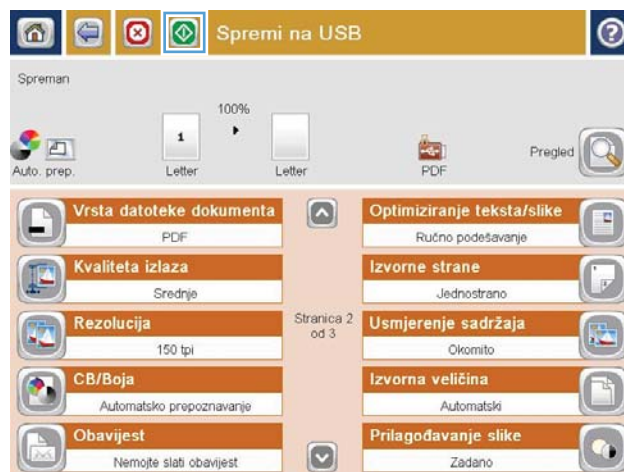 Spremi na USB
Spreman
100%
1
Auto. prep.
Letter
Letter
PDF
Pregled
Vrsta datoteke dokumenta
PDF
Kvaliteta izlaza
Srednje
Rezolucija
150 tpi
CB/Boja
Automatsko prepoznavanje
Obavijest
Nemojte slati obavijest
Stranica 2
od 3
Optimiziranje teksta/slike
Ručno podešavanje
Izvorne strane
Jednostrano
Usmjerenje sadržaja
Okomito
Izvorna veličina
Automatski
Prilagođavanje slike
Zadano